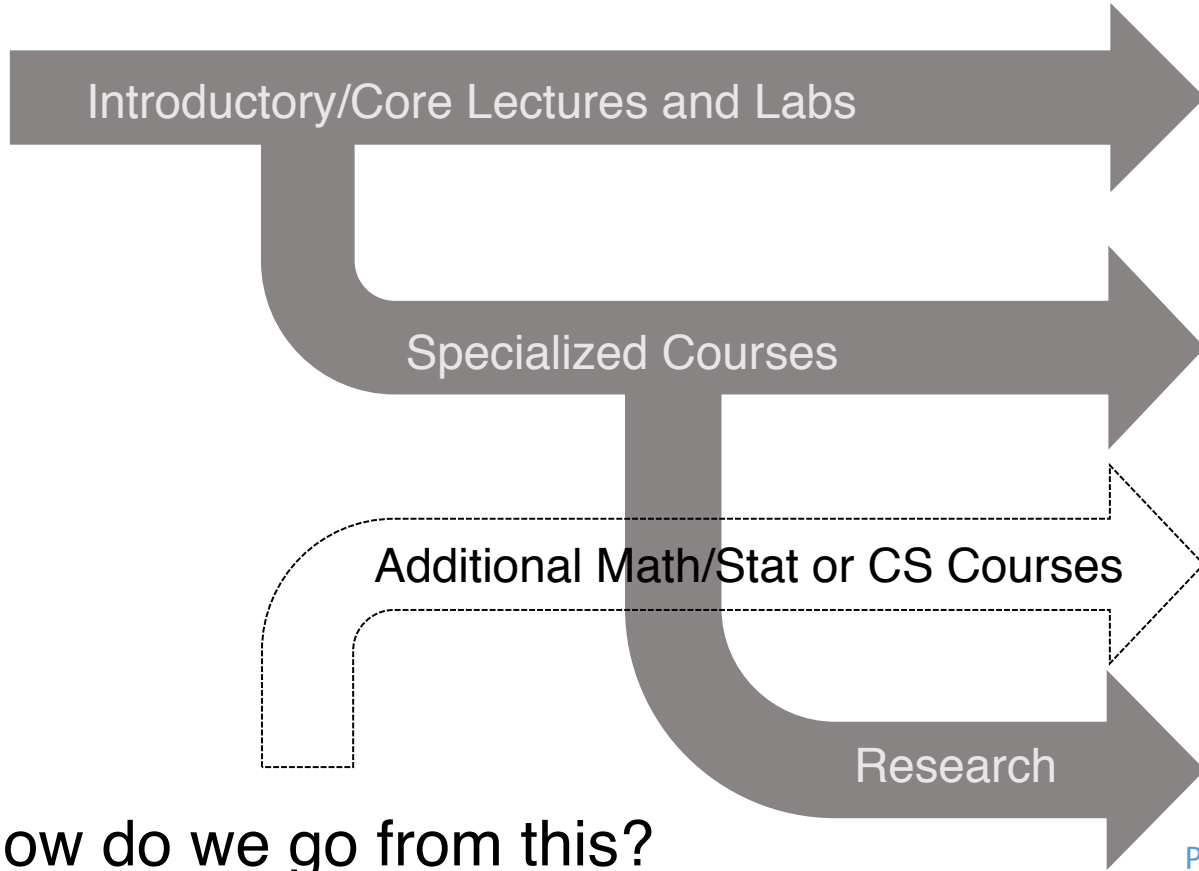 Introductory/Core Lectures and Labs
Specialized Courses
Additional Math/Stat or CS Courses
Research
ow do we go from this?
P